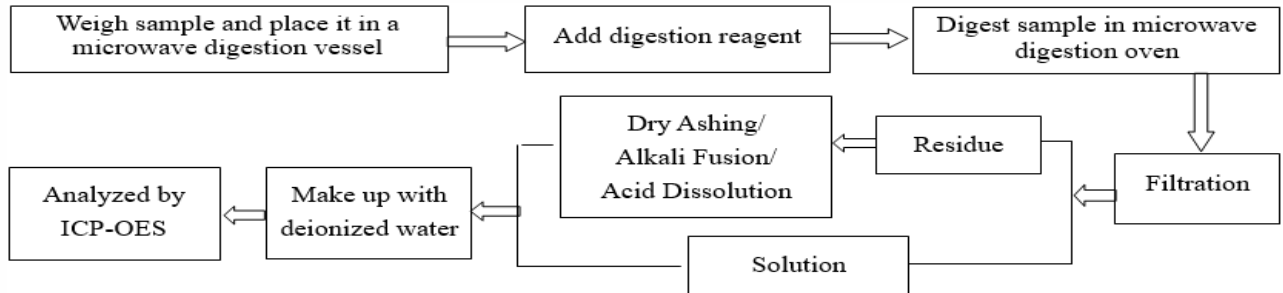 Weigh sample and place it in a
microwave digestion vessel
Add digestion reagent
Digest sample in microwave
digestion oven
Filtration
Residue
Dry Ashing/
Alkali Fusion/
Acid Dissolution
Solution
Make up with
deionized water
Analyzed by
ICP-OES